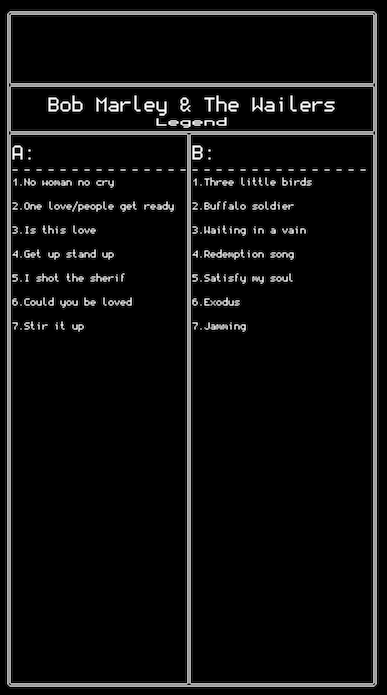 Bob Marley & The Wailers
Legend
A:
1.No woman no cry
2.One love/people get ready
3.Is this love
4.Get up stand up
5.I shot the sherif
6.Could you be loved
7.Stir it up
B:
1.Three little birds
2.Buffalo soldier
3.Waiting in a vain
4.Redemption song
5.Satisfy my soul
6.Exodus
7.Jamming